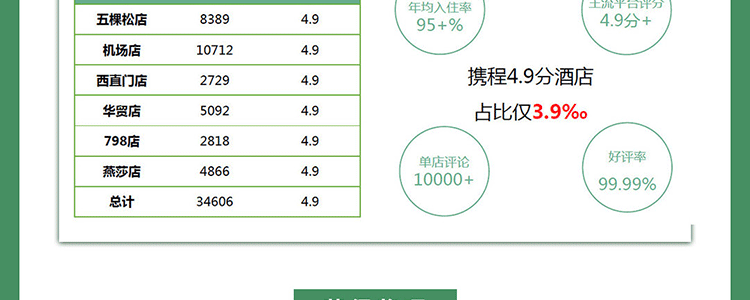 五棵松店 8389 4.9
机场店 10712 4.9
西直门店 2729 4.9
华贸店 5092 4.9
798店 2818 4.9
燕莎店 4866 4.9
总计 34606 4.9
年均入住率
95+%
主流平台评分
4.9分+
携程4.9分酒店
占比仅3.9‰
单店评论
10000+
好评率
99.99%